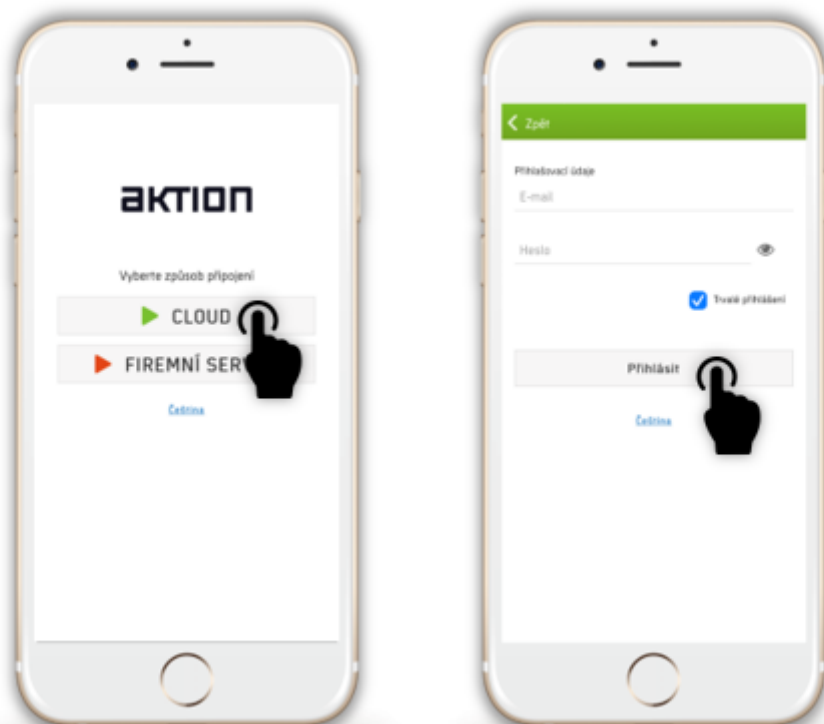 aktion
Vyberte způsob připojení
CLOUD
FIREMNÍ SER
Čeština
Zpět
Přihlašovací údaje
E-mail
Heslo
Trvalé přihlášení
Přihlásit
Čeština